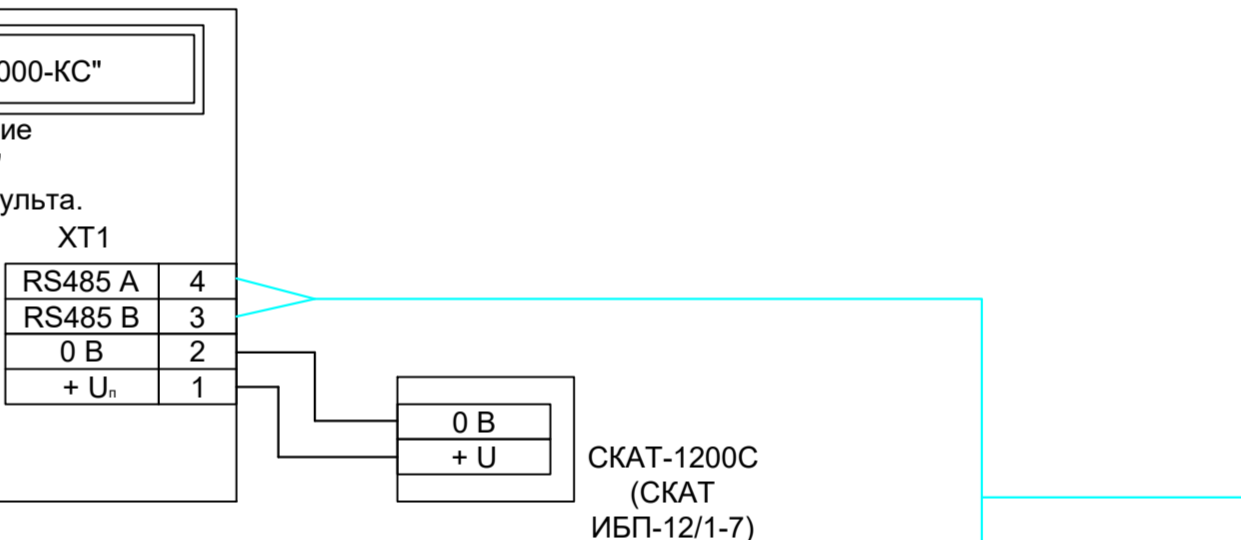 000-КС"
ие
ульта.
XT1
RS485 A 4
RS485 B 3
0 В 2
+ Uп 1
0 В
+ U
СКАТ-1200С
(СКАТ
ИБП-12/1-7)